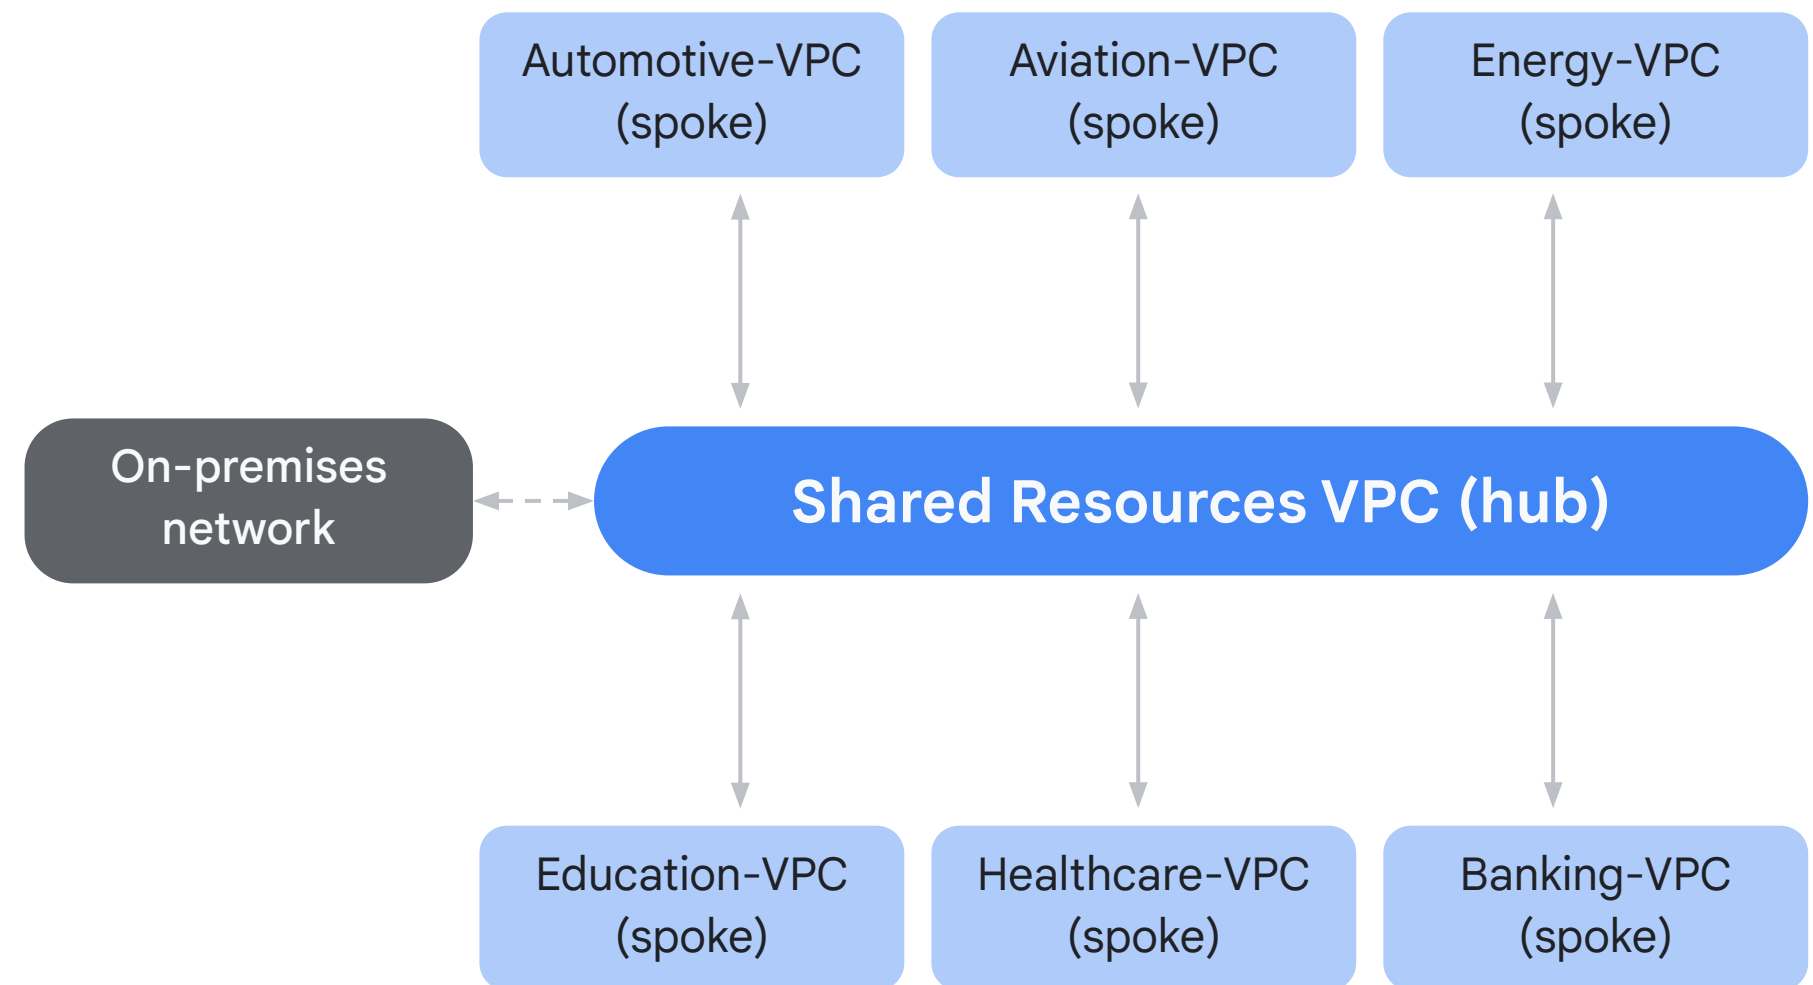 Automotive-VPC
(spoke)
Aviation-VPC
(spoke)
Energy-VPC
(spoke)
On-premises
network
Shared Resources VPC (hub)
Education-VPC
(spoke)
Healthcare-VPC
(spoke)
Banking-VPC
(spoke)